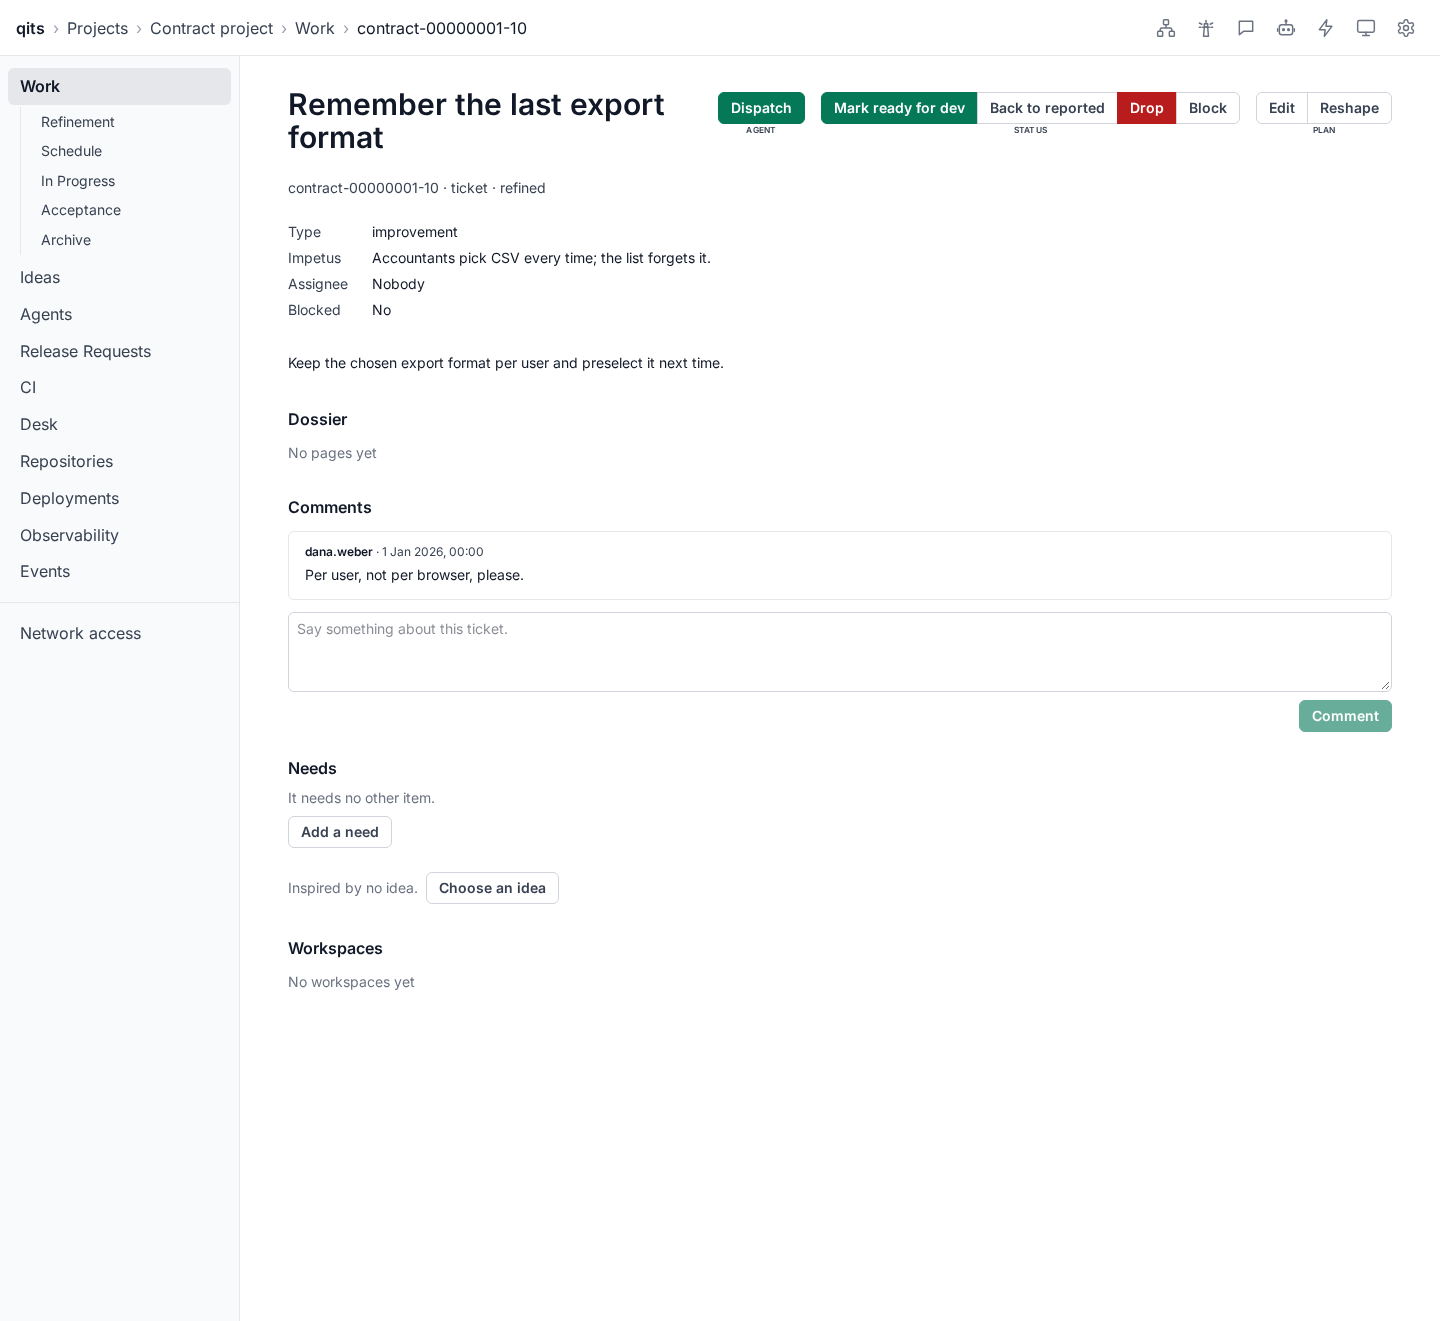 qits › Projects › Contract project › Work › contract-00000001-10
Work
Refinement
Schedule
In Progress
Acceptance
Archive
Ideas
Agents
Release Requests
CI
Desk
Repositories
Deployments
Observability
Events
Network access
Remember the last export
format
Dispatch
AGENT
Mark ready for dev Back to reported Drop Block
STATUS
Edit Reshape
PLAN
contract-00000001-10 · ticket · refined
Type improvement
Impetus Accountants pick CSV every time; the list forgets it.
Assignee Nobody
Blocked No
Keep the chosen export format per user and preselect it next time.
Dossier
No pages yet
Comments
dana.weber · 1 Jan 2026, 00:00
Per user, not per browser, please.
Say something about this ticket.
Comment
Needs
It needs no other item.
Add a need
Inspired by no idea. Choose an idea
Workspaces
No workspaces yet